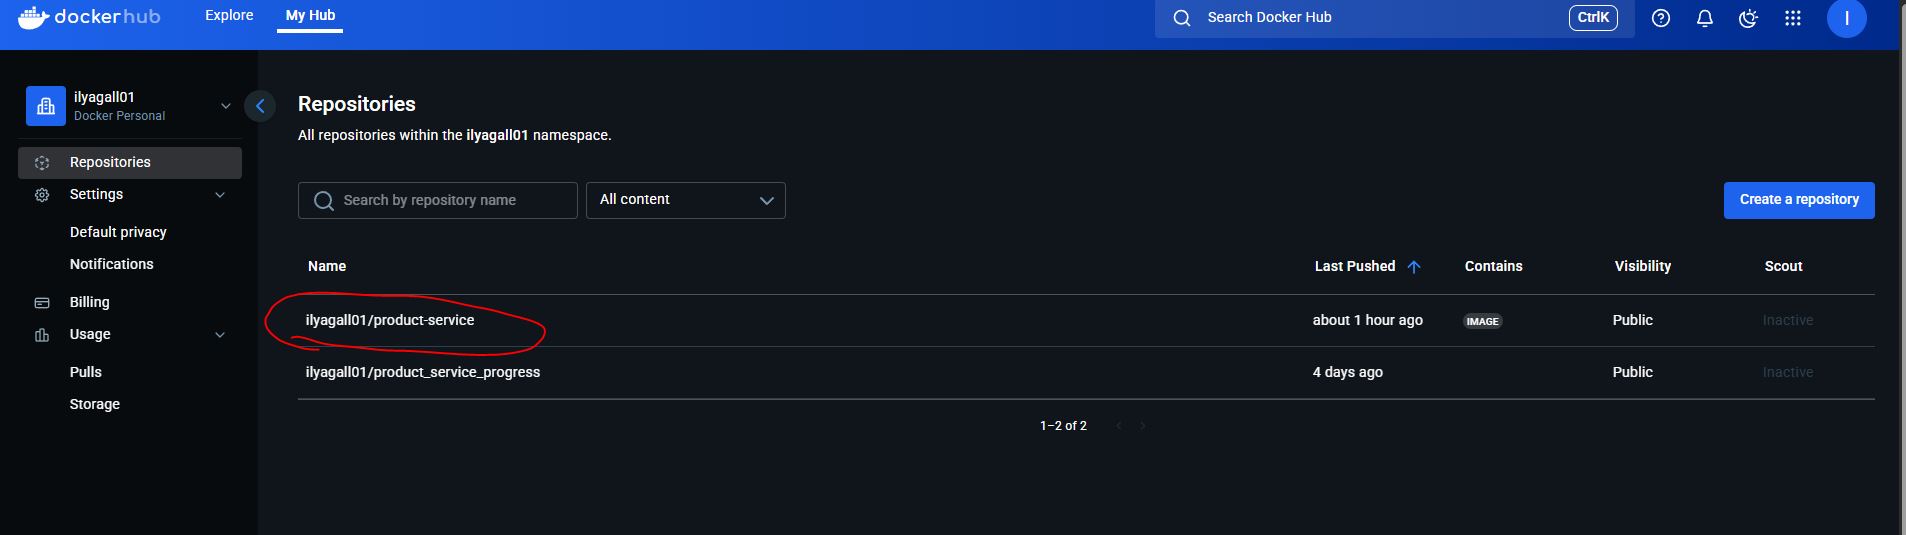 dockerhub Explore My Hub Search Docker Hub CtrlK I
ilyagall01
Docker Personal
Repositories
Settings
Default privacy
Notifications
Billing
Usage
Pulls
Storage
Repositories
All repositories within the ilyagall01 namespace.
Search by repository name All content Create a repository
Name Last Pushed Contains Visibility Scout
ilyagall01/product-service about 1 hour ago IMAGE Public Inactive
ilyagall01/product_service_progress 4 days ago Public Inactive
1–2 of 2